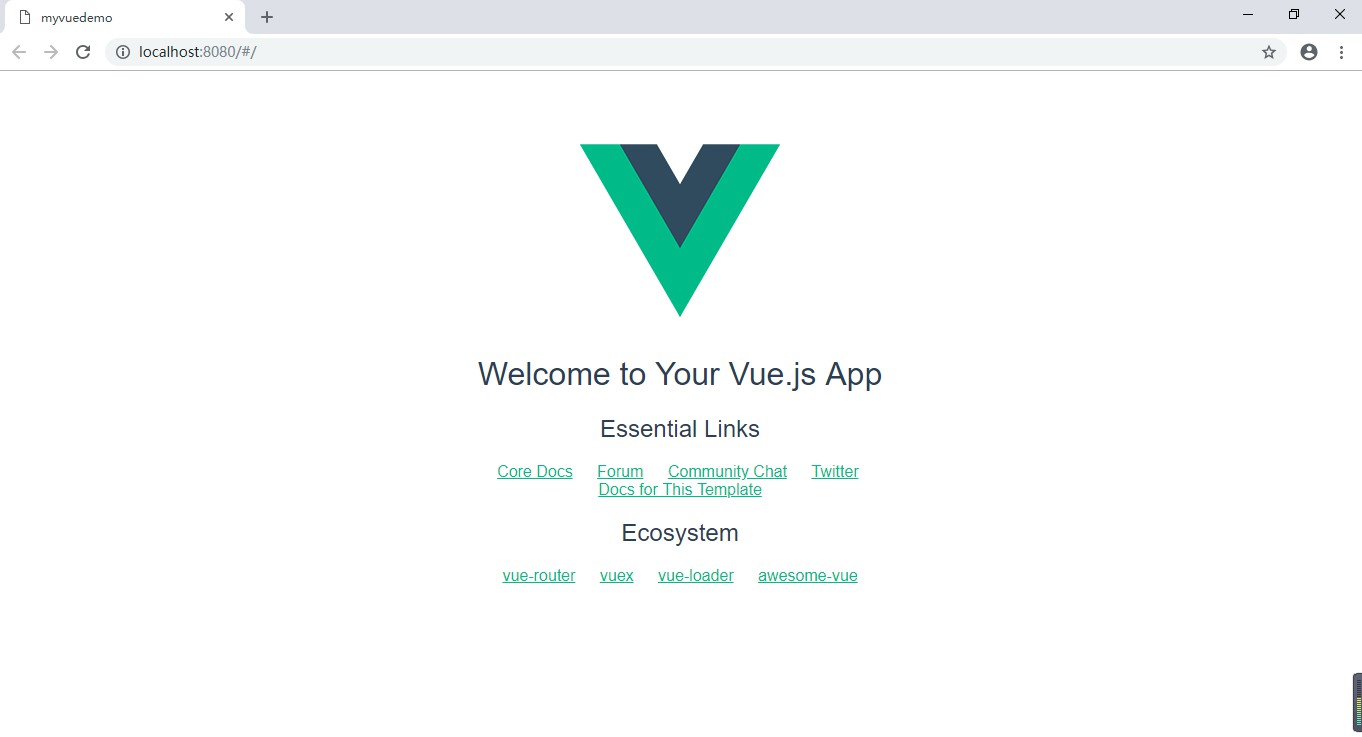 myvuedemo
localhost:8080/#/
Welcome to Your Vue.js App
Essential Links
Core Docs Forum Community Chat Twitter
Docs for This Template
Ecosystem
vue-router vuex vue-loader awesome-vue